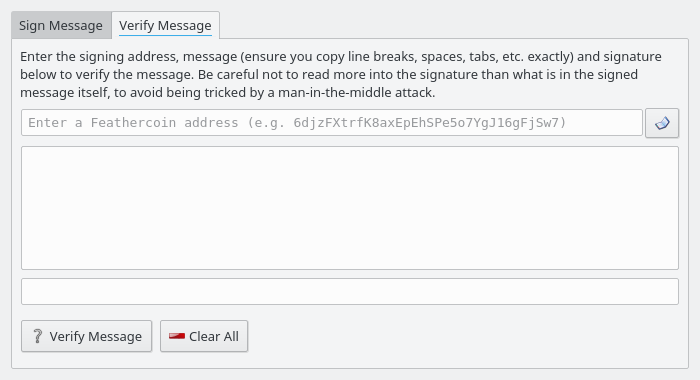 Sign Message
Verify Message
Enter the signing address, message (ensure you copy line breaks, spaces, tabs, etc. exactly) and signature
below to verify the message. Be careful not to read more into the signature than what is in the signed
message itself, to avoid being tricked by a man-in-the-middle attack.
Enter a Feathercoin address (e.g. 6djzFXtrfK8axEpEhSPe5o7YgJ16gFjSw7)
Verify Message
Clear All